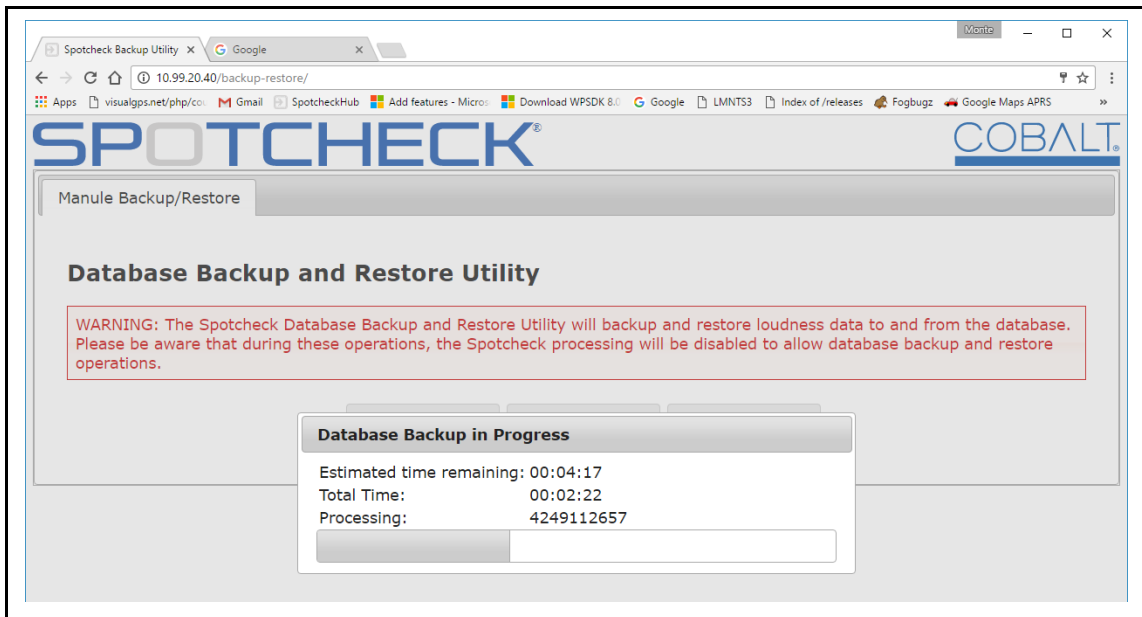 Monte
Spotcheck Backup Utility
Google
10.99.20.40/backup-restore/
Apps visualgps.net/php/cou Gmail SpotcheckHub Add features - Micros Download WPSDK 8.0 Google LMNTS3 Index of /releases Fogbugz Google Maps APRS »
SPOTCHECK®
COBALT®
Manule Backup/Restore
Database Backup and Restore Utility
WARNING: The Spotcheck Database Backup and Restore Utility will backup and restore loudness data to and from the database.
Please be aware that during these operations, the Spotcheck processing will be disabled to allow database backup and restore
operations.
Database Backup in Progress
Estimated time remaining: 00:04:17
Total Time: 00:02:22
Processing: 4249112657